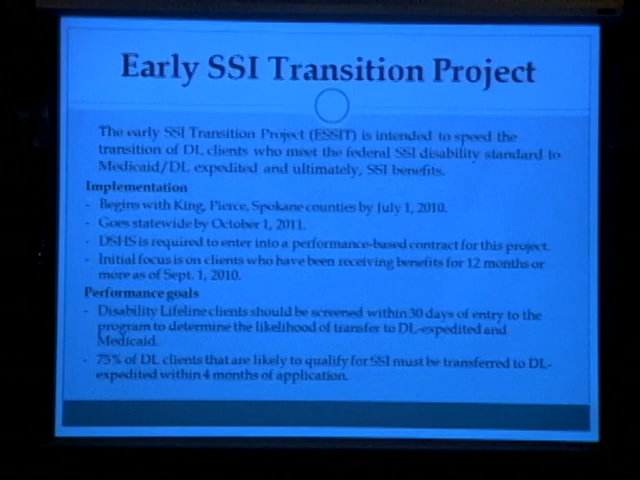 Early SSI Transition Project
The early SSI Transition Project (ESSIT) is intended to speed the
transition of DL clients who meet the federal SSI disability standard to
Medicaid/DL expedited and ultimately, SSI benefits.
Implementation
- Begins with King, Pierce, Spokane counties by July 1, 2010.
- Goes statewide by October 1, 2011.
- DSHS is required to enter into a performance-based contract for this project.
- Initial focus is on clients who have been receiving benefits for 12 months or
more as of Sept. 1, 2010.
Performance goals
- Disability Lifeline clients should be screened within 30 days of entry to the
program to determine the likelihood of transfer to DL-expedited and
Medicaid.
- 75% of DL clients that are likely to qualify for SSI must be transferred to DL-
expedited within 4 months of application.